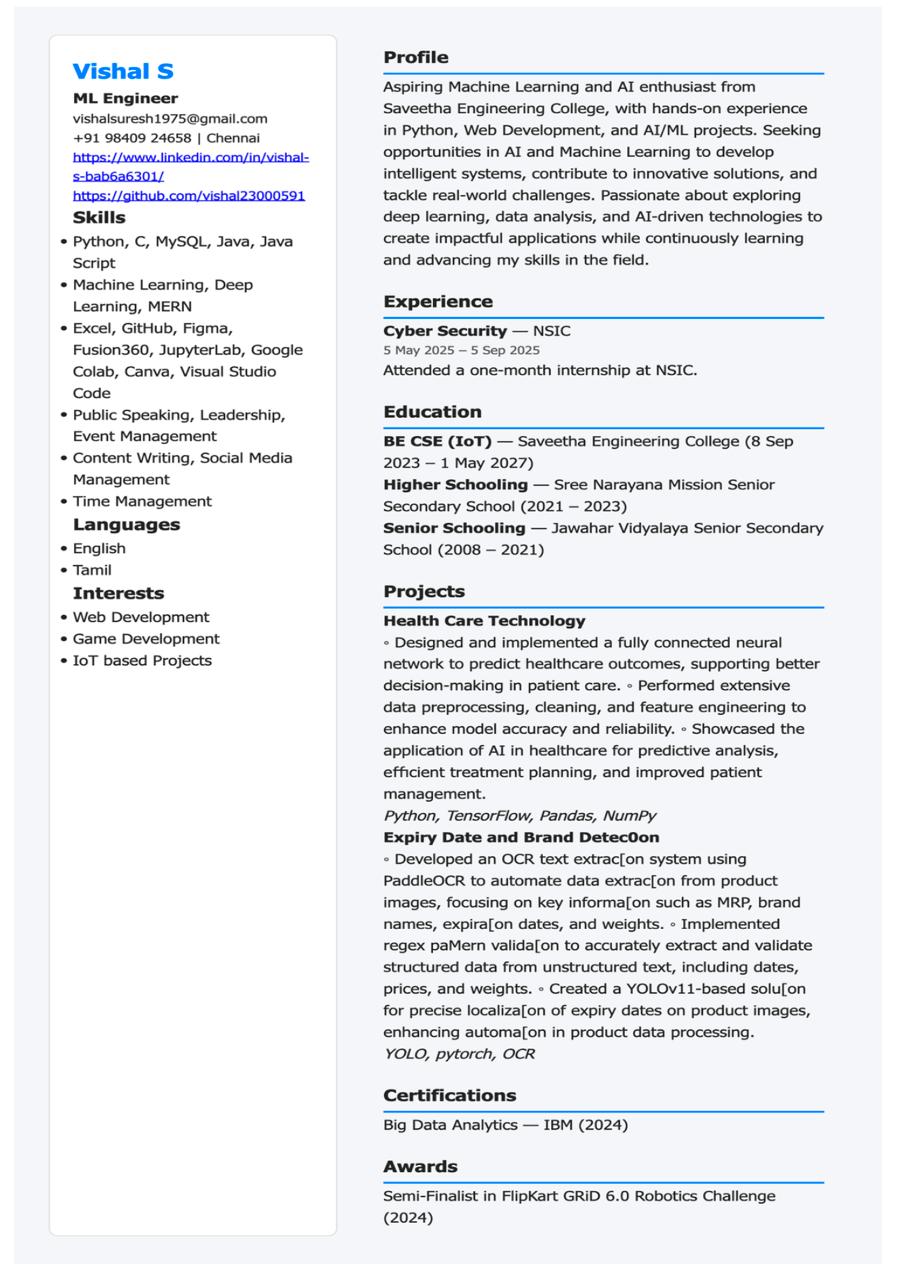 Vishal S
ML Engineer
vishalsuresh1975@gmail.com
+91 98409 24658 | Chennai
https://www.linkedin.com/in/vishal-
s-bab6a6301/
https://github.com/vishal23000591
Skills
• Python, C, MySQL, Java, Java
Script
• Machine Learning, Deep
Learning, MERN
• Excel, GitHub, Figma,
Fusion360, JupyterLab, Google
Colab, Canva, Visual Studio
Code
• Public Speaking, Leadership,
Event Management
• Content Writing, Social Media
Management
• Time Management
Languages
• English
• Tamil
Interests
• Web Development
• Game Development
• IoT based Projects
Profile
Aspiring Machine Learning and AI enthusiast from
Saveetha Engineering College, with hands-on experience
in Python, Web Development, and AI/ML projects. Seeking
opportunities in AI and Machine Learning to develop
intelligent systems, contribute to innovative solutions, and
tackle real-world challenges. Passionate about exploring
deep learning, data analysis, and AI-driven technologies to
create impactful applications while continuously learning
and advancing my skills in the field.
Experience
Cyber Security — NSIC
5 May 2025 – 5 Sep 2025
Attended a one-month internship at NSIC.
Education
BE CSE (IoT) — Saveetha Engineering College (8 Sep
2023 – 1 May 2027)
Higher Schooling — Sree Narayana Mission Senior
Secondary School (2021 – 2023)
Senior Schooling — Jawahar Vidyalaya Senior Secondary
School (2008 – 2021)
Projects
Health Care Technology
◦ Designed and implemented a fully connected neural
network to predict healthcare outcomes, supporting better
decision-making in patient care. ◦ Performed extensive
data preprocessing, cleaning, and feature engineering to
enhance model accuracy and reliability. ◦ Showcased the
application of AI in healthcare for predictive analysis,
efficient treatment planning, and improved patient
management.
Python, TensorFlow, Pandas, NumPy
Expiry Date and Brand Detec0on
◦ Developed an OCR text extrac[on system using
PaddleOCR to automate data extrac[on from product
images, focusing on key informa[on such as MRP, brand
names, expira[on dates, and weights. ◦ Implemented
regex paMern valida[on to accurately extract and validate
structured data from unstructured text, including dates,
prices, and weights. ◦ Created a YOLOv11-based solu[on
for precise localiza[on of expiry dates on product images,
enhancing automa[on in product data processing.
YOLO, pytorch, OCR
Certifications
Big Data Analytics — IBM (2024)
Awards
Semi-Finalist in FlipKart GRiD 6.0 Robotics Challenge
(2024)